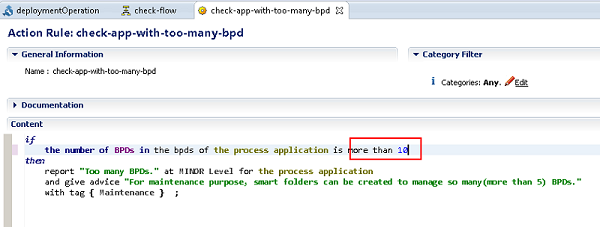 deploymentOperation check-flow check-app-with-too-many-bpd
Action Rule: check-app-with-too-many-bpd
General Information
Category Filter
Name : check-app-with-too-many-bpd
i Categories: Any. Edit
Documentation
Content
if
the number of BPDs in the bpds of the process application is more than 10
then
report "Too many BPDs." at MINOR Level for the process application
and give advice "For maintenance purpose, smart folders can be created to manage so many(more than 5) BPDs."
with tag { Maintenance } ;